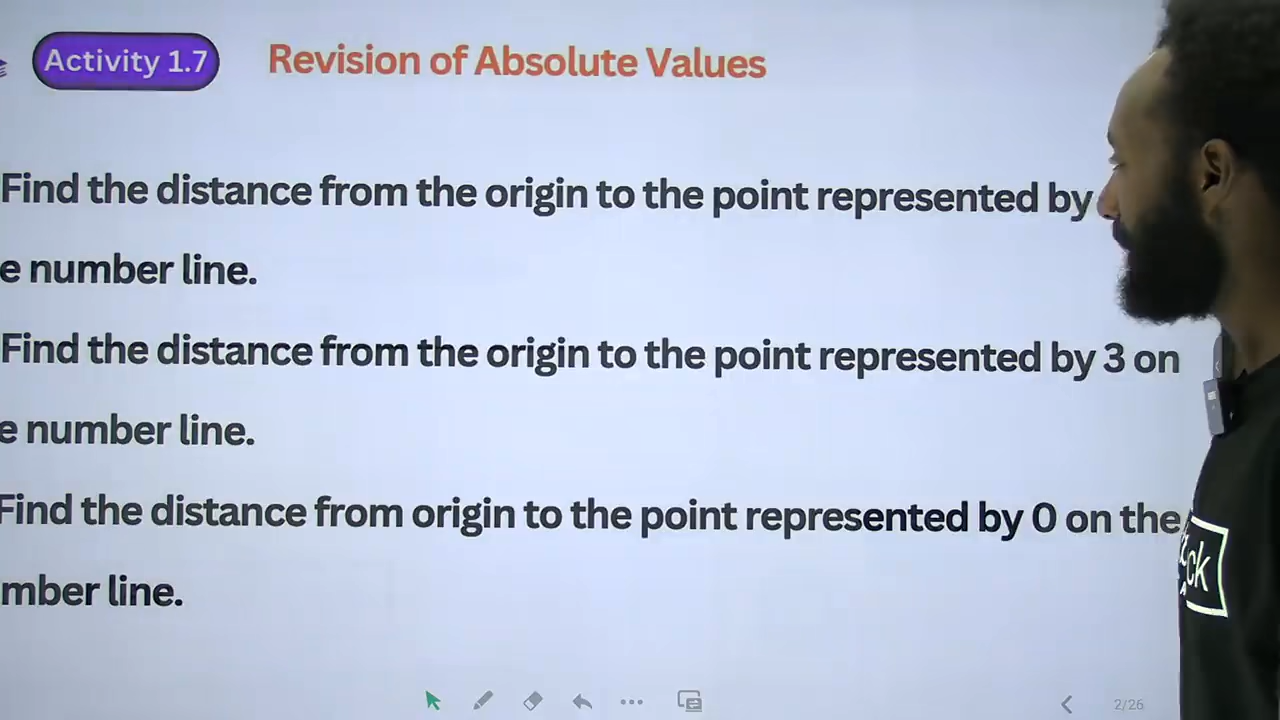 Activity 1.7 Revision of Absolute Values
Find the distance from the origin to the point represented by
e number line.
Find the distance from the origin to the point represented by 3 on
e number line.
Find the distance from origin to the point represented by 0 on the
mber line.
ck
2/26